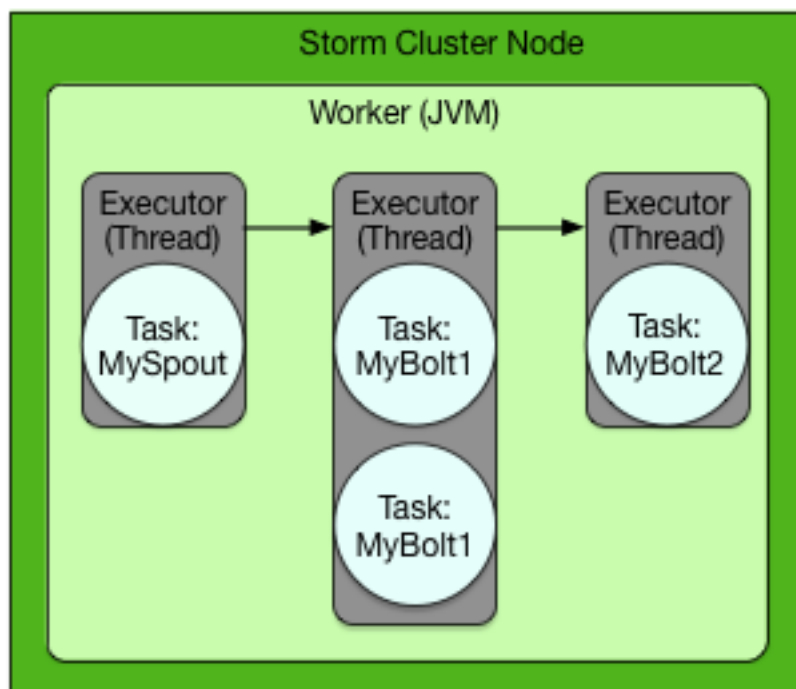 Storm Cluster Node
Worker (JVM)
Executor
(Thread)
Task:
MySpout
Executor
(Thread)
Task:
MyBolt1
Task:
MyBolt1
Executor
(Thread)
Task:
MyBolt2